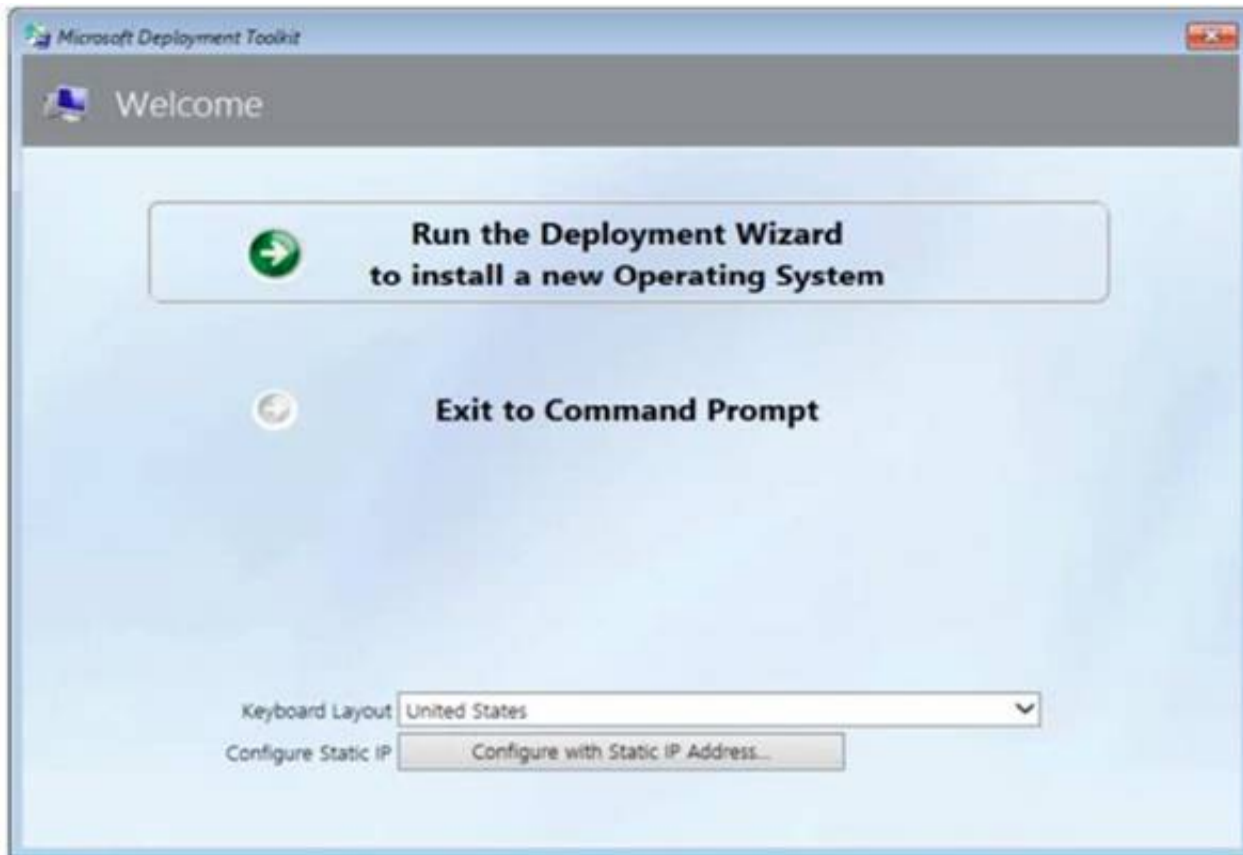 Microsoft Deployment Toolkit
Welcome
Run the Deployment Wizard
to install a new Operating System
Exit to Command Prompt
Keyboard Layout United States
Configure Static IP Configure with Static IP Address...